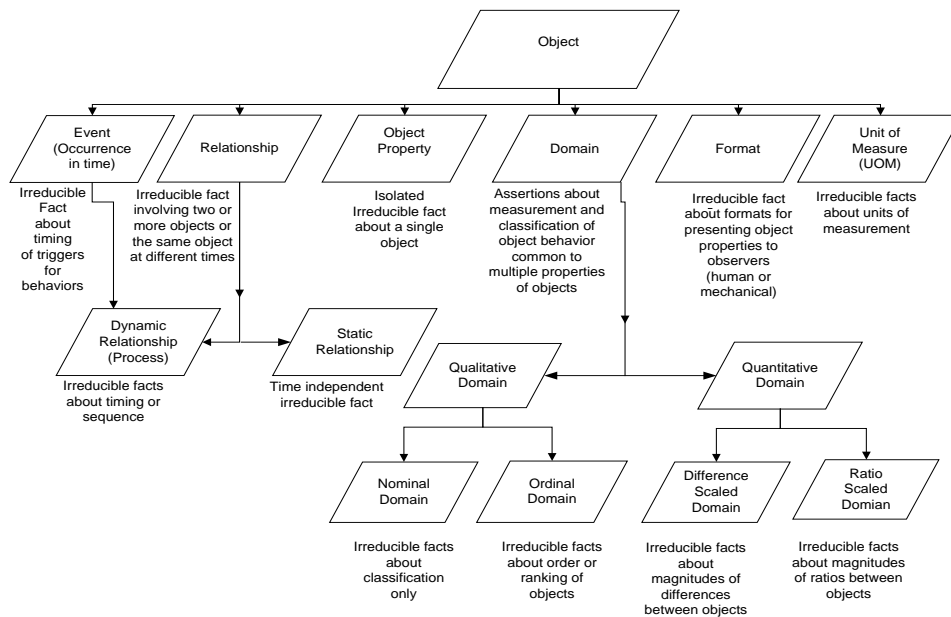 Object
Event
(Occurrence
in time)
Relationship
Object
Property
Domain
Format
Unit of
Measure
(UOM)
Irreducible
Fact
about
timing
of triggers
for
behaviors
Irreducible fact
involving two or
more objects or
the same object
at different times
Isolated
Irreducible fact
about a single
object
Assertions about
measurement and
classification of
object behavior
common to
multiple properties
of objects
Irreducible fact
about formats for
presenting object
properties to
observers
(human or
mechanical)
Irreducible facts
about units of
measurement
Dynamic
Relationship
(Process)
Static
Relationship
Irreducible facts
about timing or
sequence
Time independent
irreducible fact
Qualitative
Domain
Quantitative
Domain
Nominal
Domain
Ordinal
Domain
Difference
Scaled
Domain
Ratio
Scaled
Domian
Irreducible facts
about
classification
only
Irreducible facts
about order or
ranking of
objects
Irreducible facts
about
magnitudes of
differences
between objects
Irreducible facts
about magnitudes
of ratios between
objects